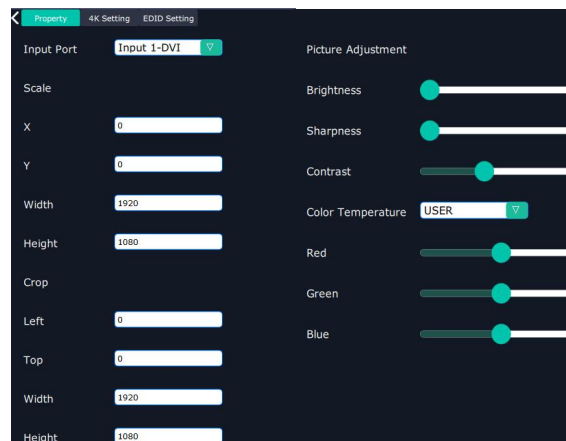 Property 4K Setting EDID Setting
Input Port Input 1-DVI
Scale
X 0
Y 0
Width 1920
Height 1080
Crop
Left 0
Top 0
Width 1920
Height 1080
Picture Adjustment
Brightness
Sharpness
Contrast
Color Temperature USER
Red
Green
Blue